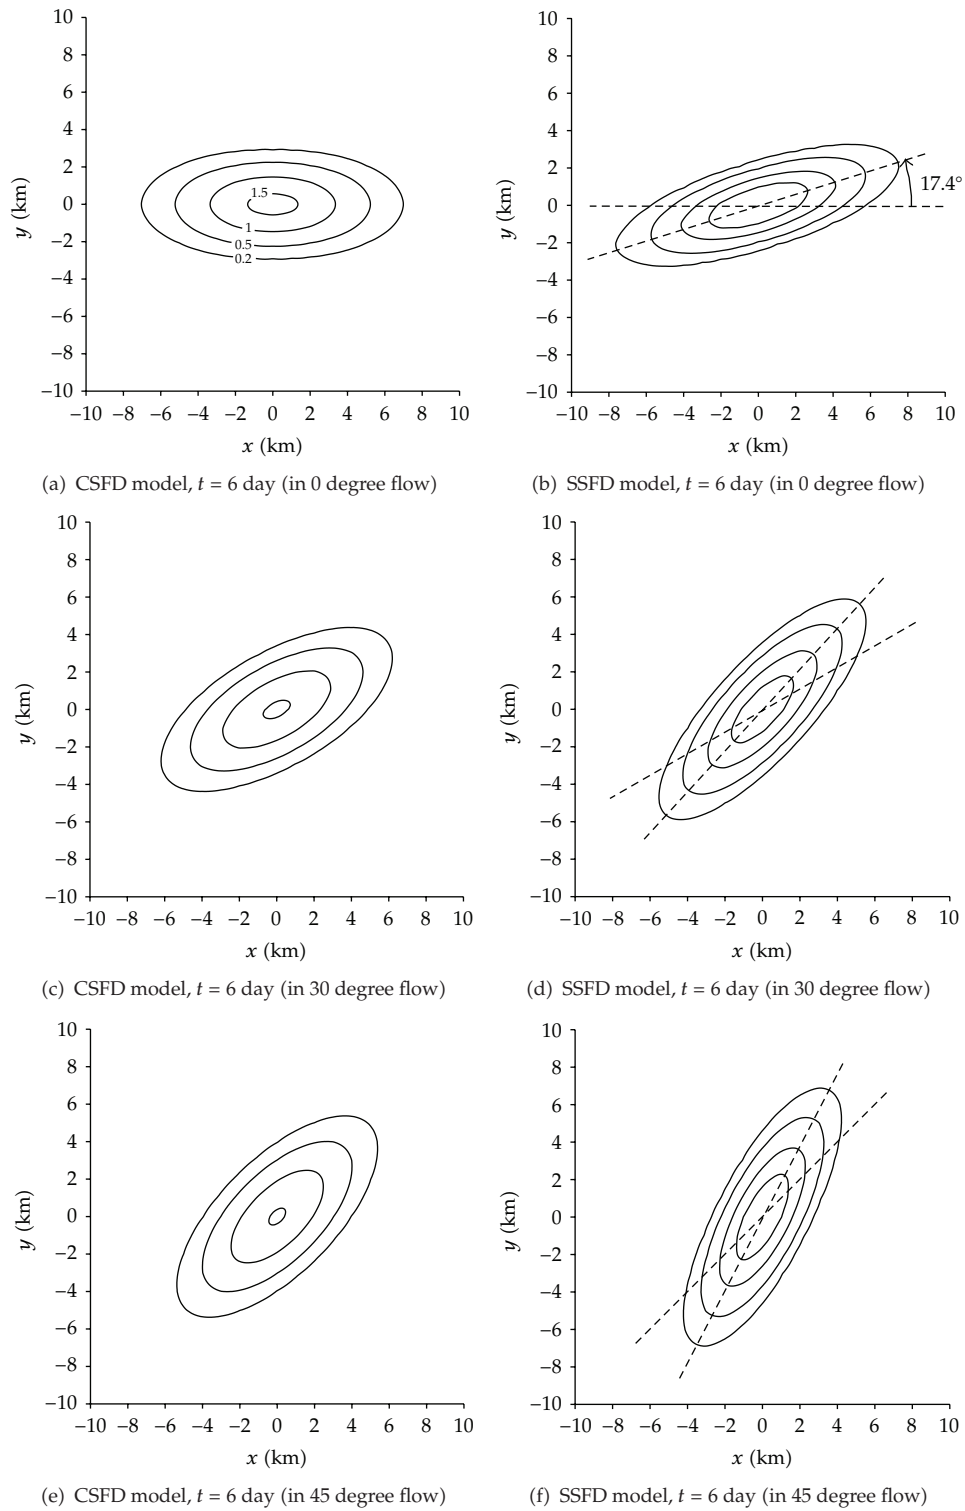 10
8
6
4
2
0
−2
−4
−6
−8
−10
y (km)
1.5
1
0.5
0.2
−10 −8 −6 −4 −2 0 2 4 6 8 10
x (km)
(a) CSFD model, t = 6 day (in 0 degree flow)
10
8
6
4
2
0
−2
−4
−6
−8
−10
y (km)
17.4°
−10 −8 −6 −4 −2 0 2 4 6 8 10
x (km)
(b) SSFD model, t = 6 day (in 0 degree flow)
10
8
6
4
2
0
−2
−4
−6
−8
−10
y (km)
−10 −8 −6 −4 −2 0 2 4 6 8 10
x (km)
(c) CSFD model, t = 6 day (in 30 degree flow)
10
8
6
4
2
0
−2
−4
−6
−8
−10
y (km)
−10 −8 −6 −4 −2 0 2 4 6 8 10
x (km)
(d) SSFD model, t = 6 day (in 30 degree flow)
10
8
6
4
2
0
−2
−4
−6
−8
−10
y (km)
−10 −8 −6 −4 −2 0 2 4 6 8 10
x (km)
(e) CSFD model, t = 6 day (in 45 degree flow)
10
8
6
4
2
0
−2
−4
−6
−8
−10
y (km)
−10 −8 −6 −4 −2 0 2 4 6 8 10
x (km)
(f) SSFD model, t = 6 day (in 45 degree flow)